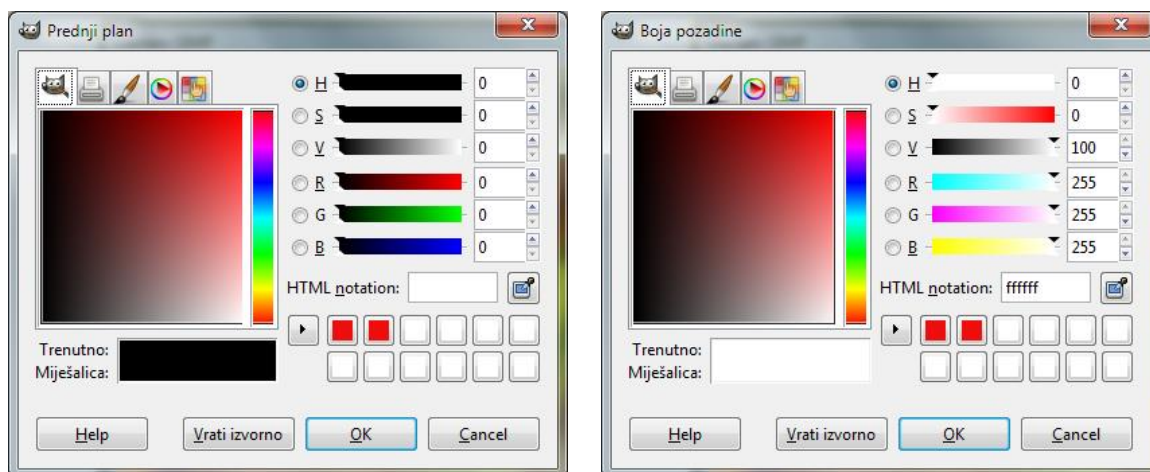 Prednji plan
H 0
S 0
V 0
R 0
G 0
B 0
HTML notation:
Trenutno:
Miješalica:
Help Vrati izvorno OK Cancel
Boja pozadine
H 0
S 0
V 100
R 255
G 255
B 255
HTML notation: ffffff
Trenutno:
Miješalica:
Help Vrati izvorno OK Cancel